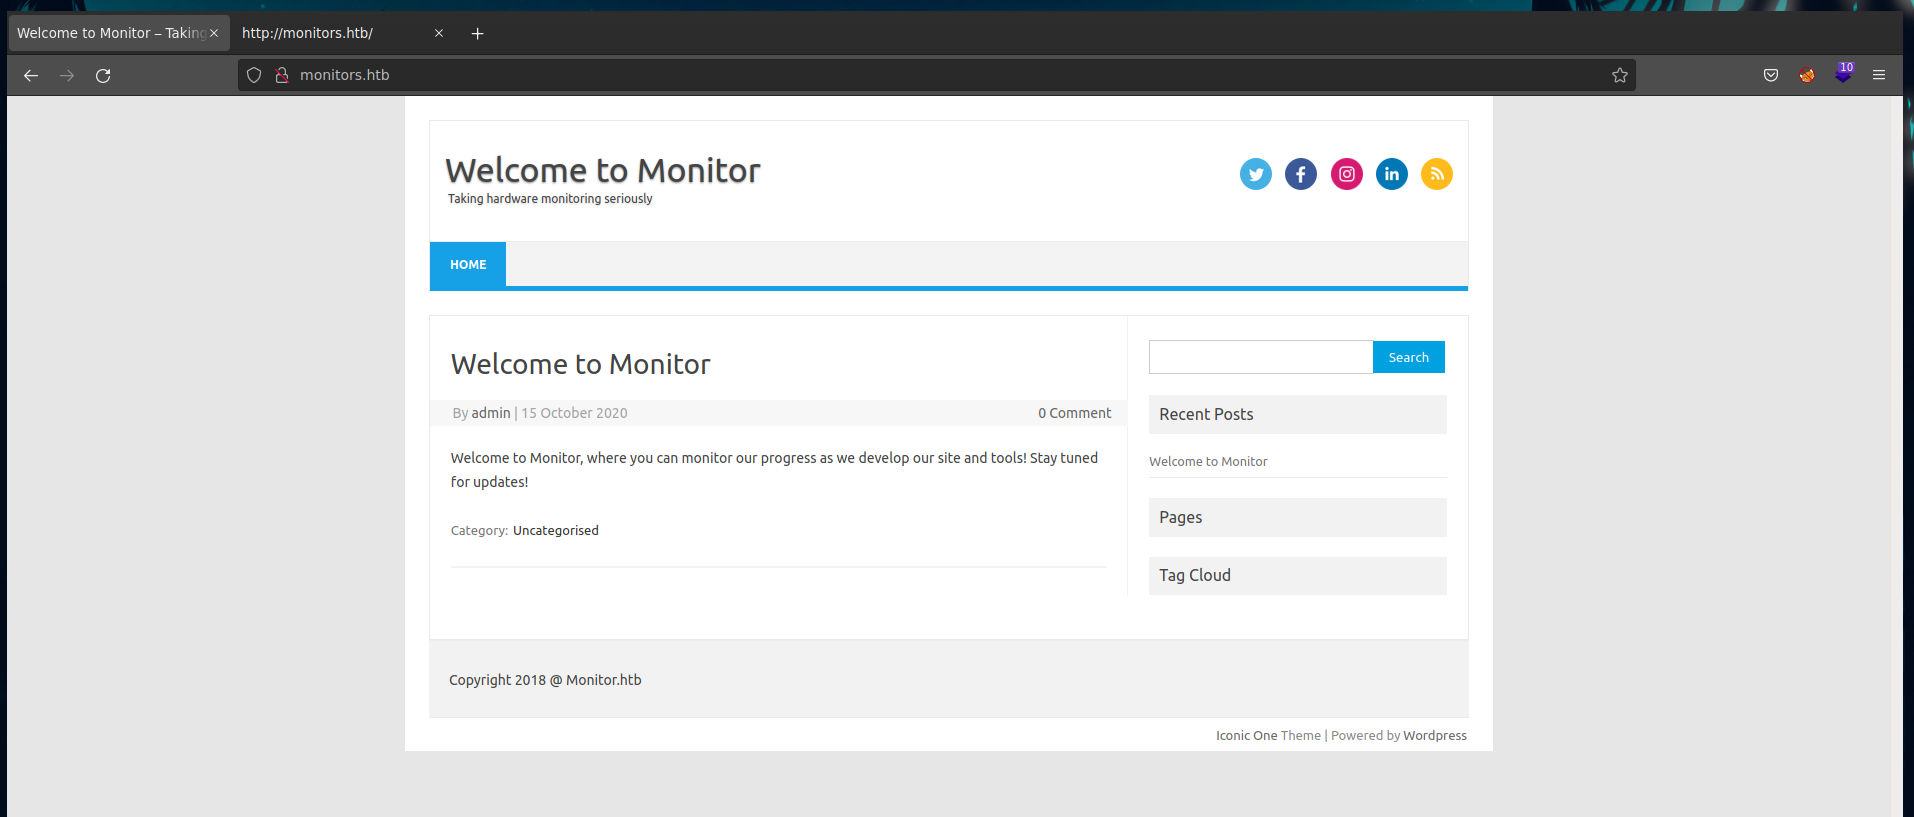 Welcome to Monitor – Taking
http://monitors.htb/
monitors.htb
10
Welcome to Monitor
Taking hardware monitoring seriously
HOME
Welcome to Monitor
By admin | 15 October 2020
0 Comment
Welcome to Monitor, where you can monitor our progress as we develop our site and tools! Stay tuned
for updates!
Category: Uncategorised
Search
Recent Posts
Welcome to Monitor
Pages
Tag Cloud
Copyright 2018 @ Monitor.htb
Iconic One Theme | Powered by Wordpress